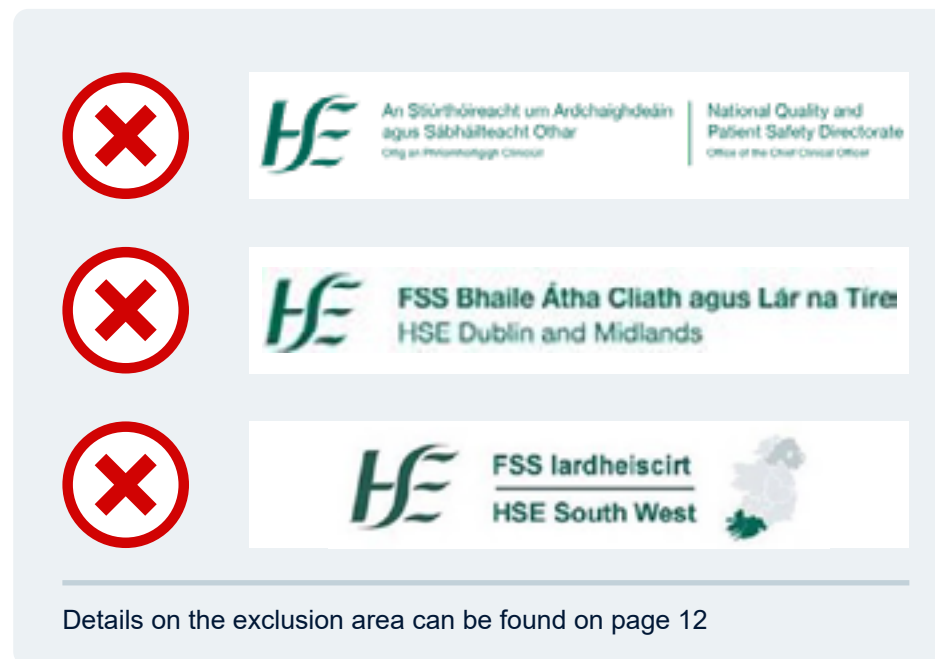 HSE
An Stiúrthóireacht um Ardchaighdeáin
agus Sábháilteacht Othar
National Quality and
Patient Safety Directorate
Office of the Chief Clinical Officer
HSE
FSS Bhaile Átha Cliath agus Lár na Tíre
HSE Dublin and Midlands
HSE
FSS Iardheiscirt
HSE South West
Details on the exclusion area can be found on page 12